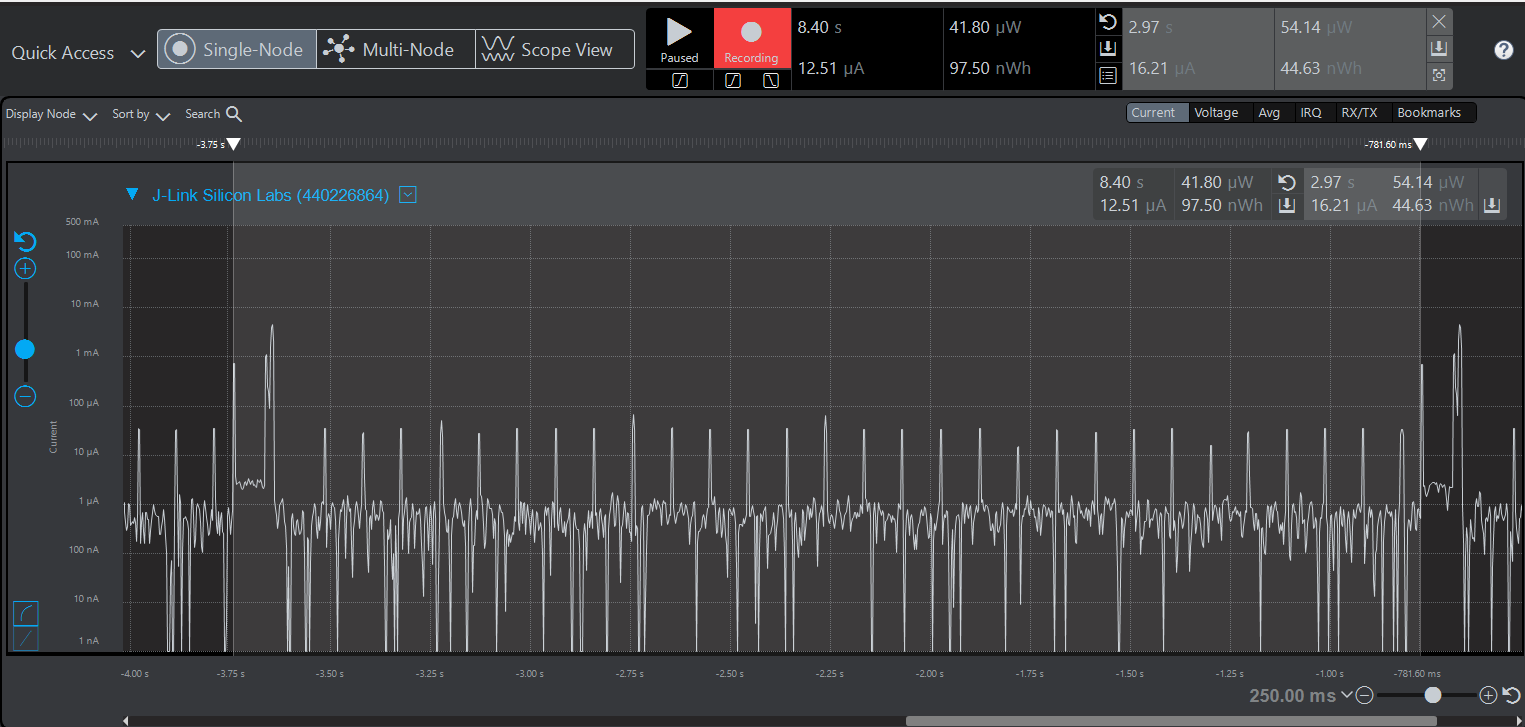 Quick Access
Single-Node
Multi-Node
Scope View
Paused
Recording
8.40 s
41.80 µW
12.51 µA
97.50 nWh
2.97 s
54.14 µW
16.21 µA
44.63 nWh
?
Display Node
Sort by
Search
Current
Voltage
Avg
IRQ
RX/TX
Bookmarks
-3.75 s
-781.60 ms
J-Link Silicon Labs (440226864)
8.40 s
41.80 µW
2.97 s
54.14 µW
12.51 µA
97.50 nWh
16.21 µA
44.63 nWh
500 mA
100 mA
10 mA
1 mA
100 µA
10 µA
1 µA
100 nA
10 nA
1 nA
Current
-4.00 s
-3.75 s
-3.50 s
-3.25 s
-3.00 s
-2.75 s
-2.50 s
-2.25 s
-2.00 s
-1.75 s
-1.50 s
-1.25 s
-1.00 s
-781.60 ms
250.00 ms